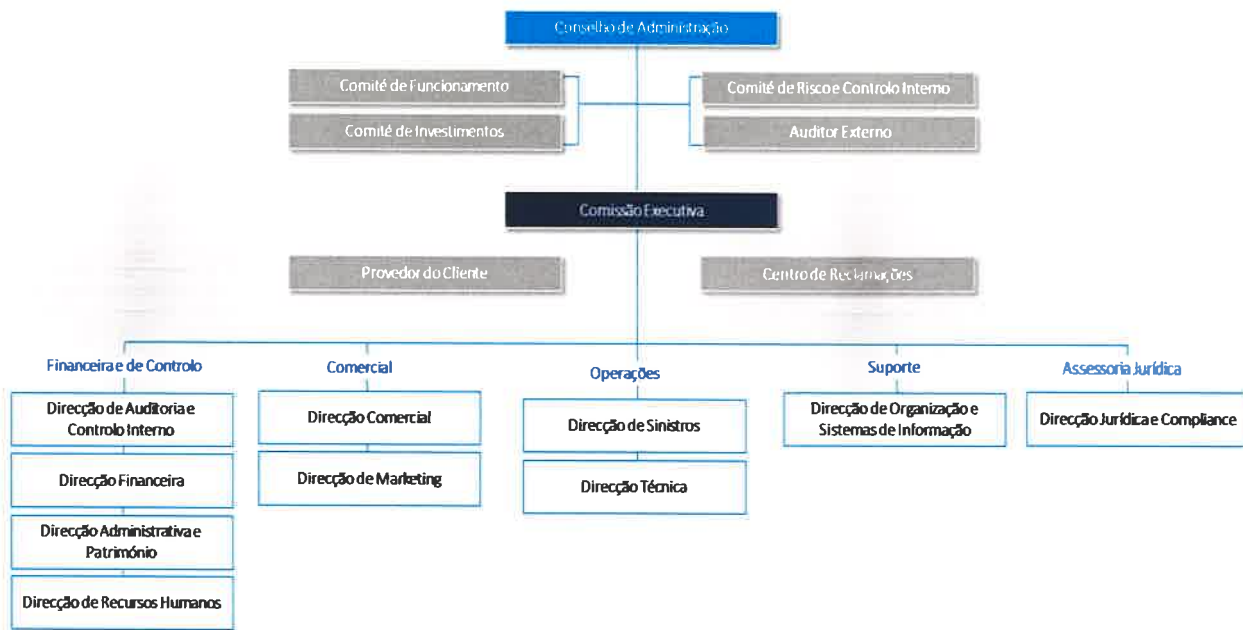 Conselho de Administração
Comité de Funcionamento
Comité de Risco e Controlo Interno
Comité de Investimentos
Auditor Externo
Comissão Executiva
Provedor do Cliente
Centro de Reclamações
Financeira e de Controlo
Comercial
Operações
Suporte
Assessoria Jurídica
Direcção de Auditoria e
Controlo Interno
Direcção Financeira
Direcção Administrativa e
Património
Direcção de Recursos Humanos
Direcção Comercial
Direcção de Marketing
Direcção de Sinistros
Direcção Técnica
Direcção de Organização e
Sistemas de Informação
Direcção Jurídica e Compliance